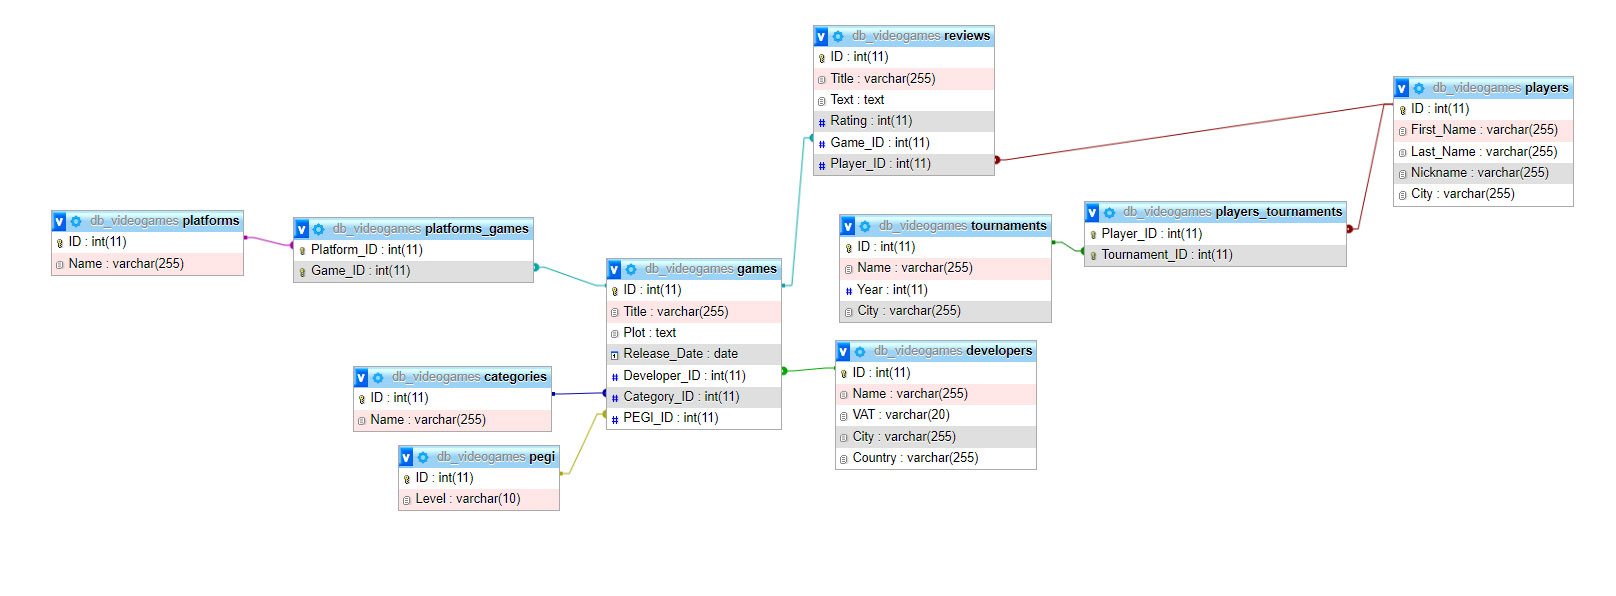 db_videogames reviews
ID : int(11)
Title : varchar(255)
Text : text
Rating : int(11)
Game_ID : int(11)
Player_ID : int(11)
db_videogames players
ID : int(11)
First_Name : varchar(255)
Last_Name : varchar(255)
Nickname : varchar(255)
City : varchar(255)
db_videogames platforms
ID : int(11)
Name : varchar(255)
db_videogames platforms_games
Platform_ID : int(11)
Game_ID : int(11)
db_videogames tournaments
ID : int(11)
Name : varchar(255)
Year : int(11)
City : varchar(255)
db_videogames players_tournaments
Player_ID : int(11)
Tournament_ID : int(11)
db_videogames games
ID : int(11)
Title : varchar(255)
Plot : text
Release_Date : date
Developer_ID : int(11)
Category_ID : int(11)
PEGI_ID : int(11)
db_videogames developers
ID : int(11)
Name : varchar(255)
VAT : varchar(20)
City : varchar(255)
Country : varchar(255)
db_videogames categories
ID : int(11)
Name : varchar(255)
db_videogames pegi
ID : int(11)
Level : varchar(10)